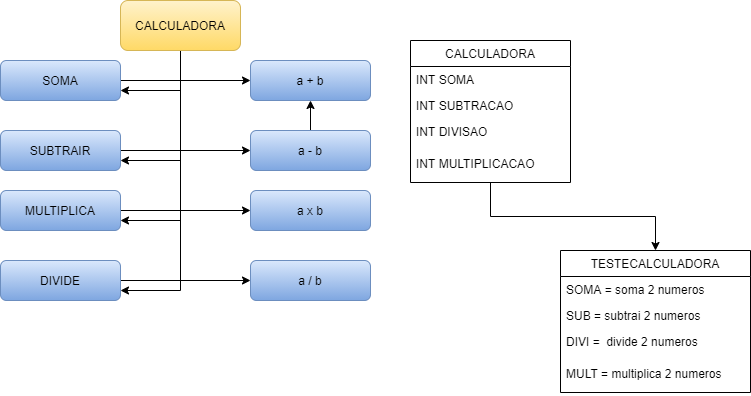 CALCULADORA
SOMA
a + b
SUBTRAIR
a - b
MULTIPLICA
a x b
DIVIDE
a / b
CALCULADORA
INT SOMA
INT SUBTRACAO
INT DIVISAO
INT MULTIPLICACAO
TESTECALCULADORA
SOMA = soma 2 numeros
SUB = subtrai 2 numeros
DIVI =  divide 2 numeros
MULT = multiplica 2 numeros